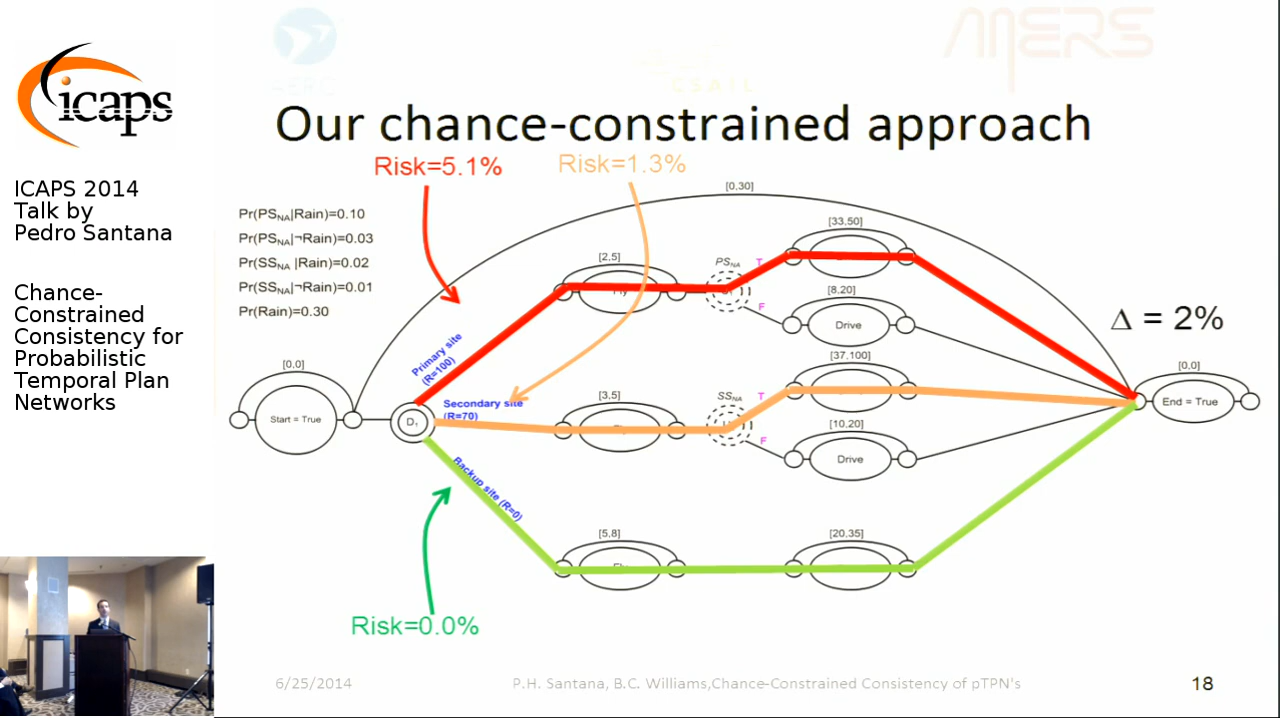 icaps
ICAPS 2014
Talk by
Pedro Santana
Chance-
Constrained
Consistency for
Probabilistic
Temporal Plan
Networks
AERS
CSAIL
Our chance-constrained approach
Risk=5.1%
Risk=1.3%
[0,30]
Pr(PSNA|Rain)=0.10
Pr(PSNA|¬Rain)=0.03
Pr(SSNA |Rain)=0.02
Pr(SSNA|¬Rain)=0.01
Pr(Rain)=0.30
[33,50]
[2,5]
PSNA
T
F
[8,20]
Drive
Δ = 2%
Primary site
(R=100)
[0,0]
Start = True
D1
Secondary site
(R=70)
[3,5]
SSNA
T
F
[37,100]
[10,20]
Drive
[0,0]
End = True
Backup site (R=0)
[5,8]
[20,35]
Risk=0.0%
6/25/2014
P.H. Santana, B.C. Williams,Chance-Constrained Consistency of pTPN's
18